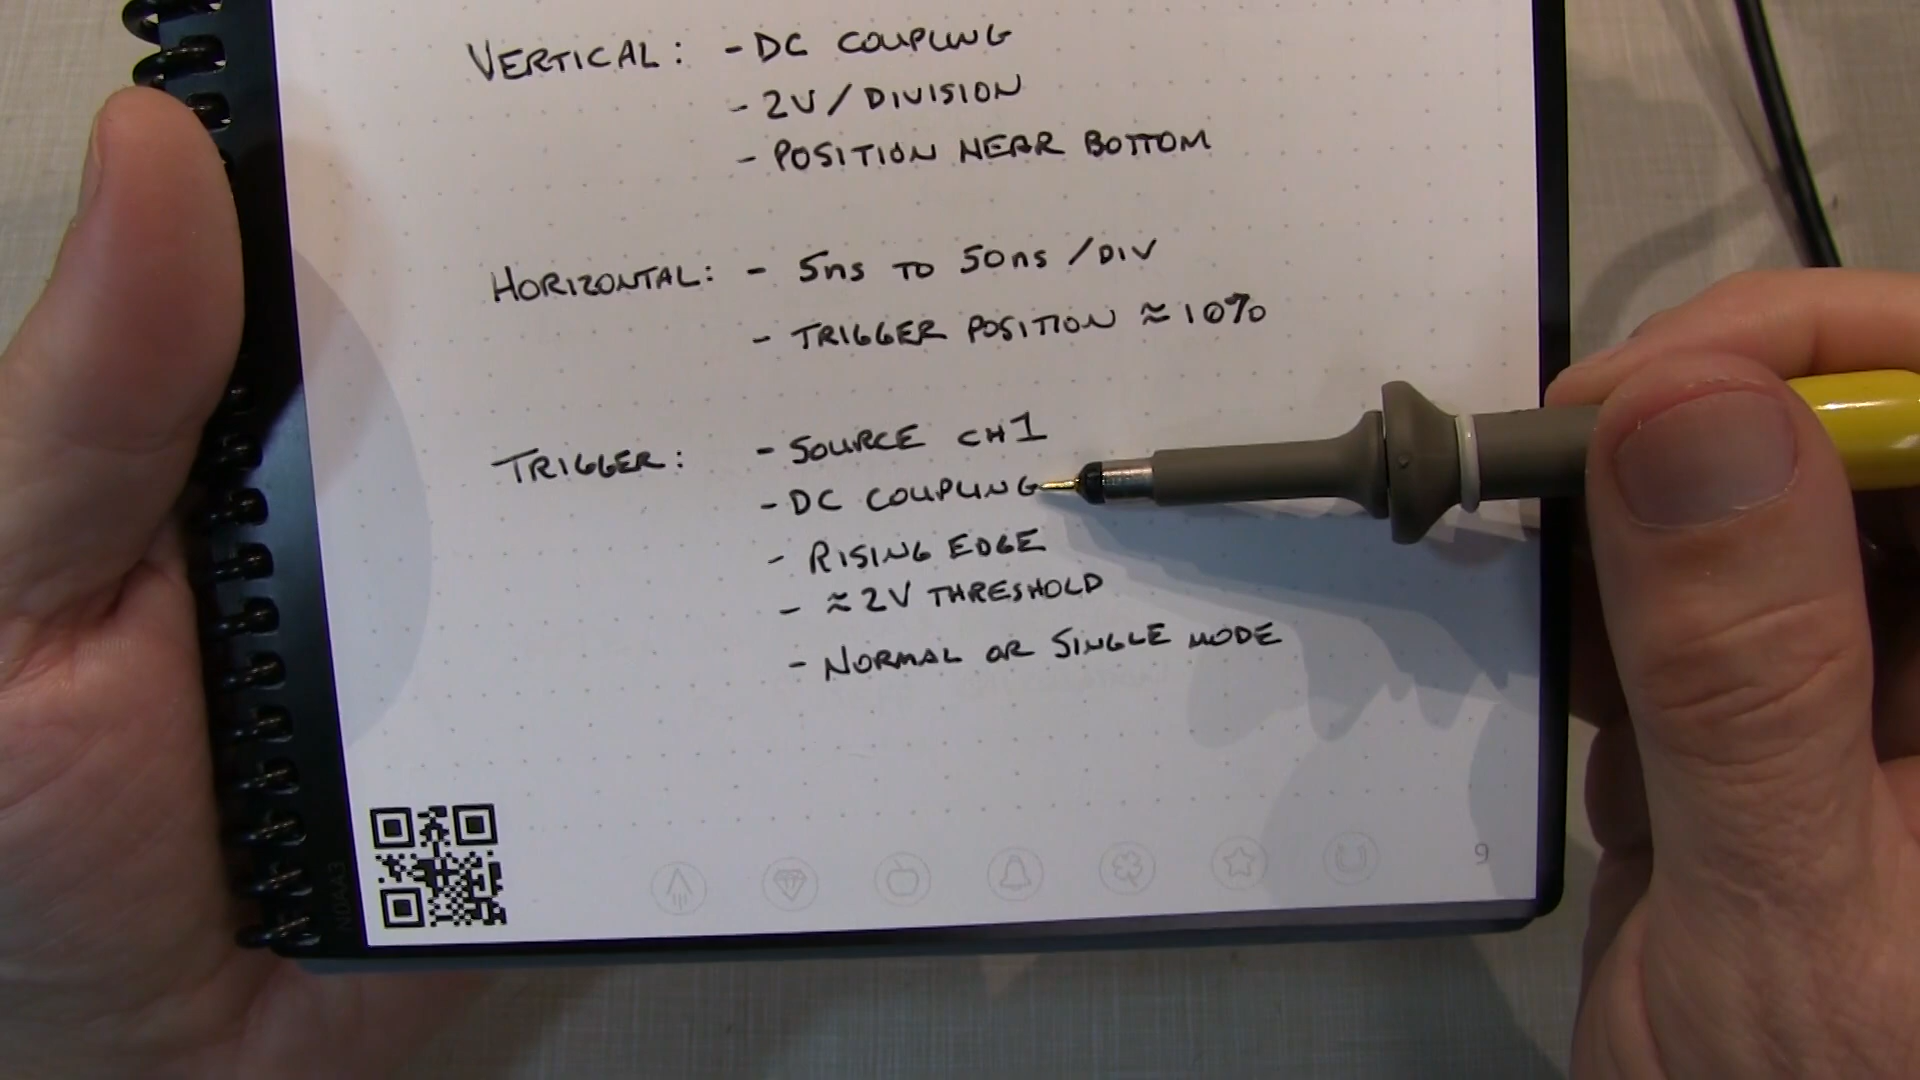 VERTICAL: - DC COUPLING
- 2V/DIVISION
- POSITION NEAR BOTTOM
HORIZONTAL: - 5ns TO 50ns /DIV
- TRIGGER POSITION ≈ 10%
TRIGGER: - SOURCE CH1
- DC COUPLING
- RISING EDGE
- ≈2V THRESHOLD
- NORMAL OR SINGLE MODE
9